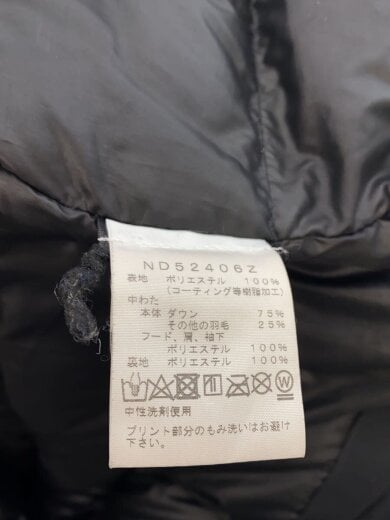 ND52406Z
表地 ポリエステル 100%
(コーティング等樹脂加工)
中わた
本体 ダウン 75%
その他の羽毛 25%
フード、肩、袖下
ポリエステル 100%
裏地 ポリエステル 100%
中性洗剤使用
プリント部分のもみ洗いはお避け
下さい。